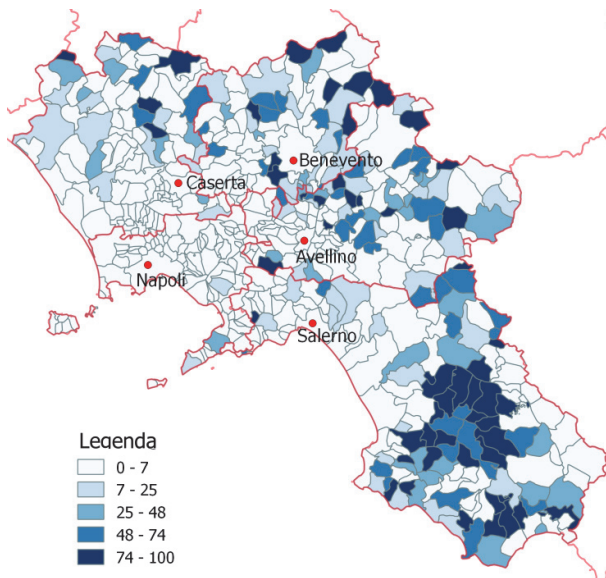 Benevento
Caserta
Avellino
Napoli
Salerno
Legenda
0 - 7
7 - 25
25 - 48
48 - 74
74 - 100